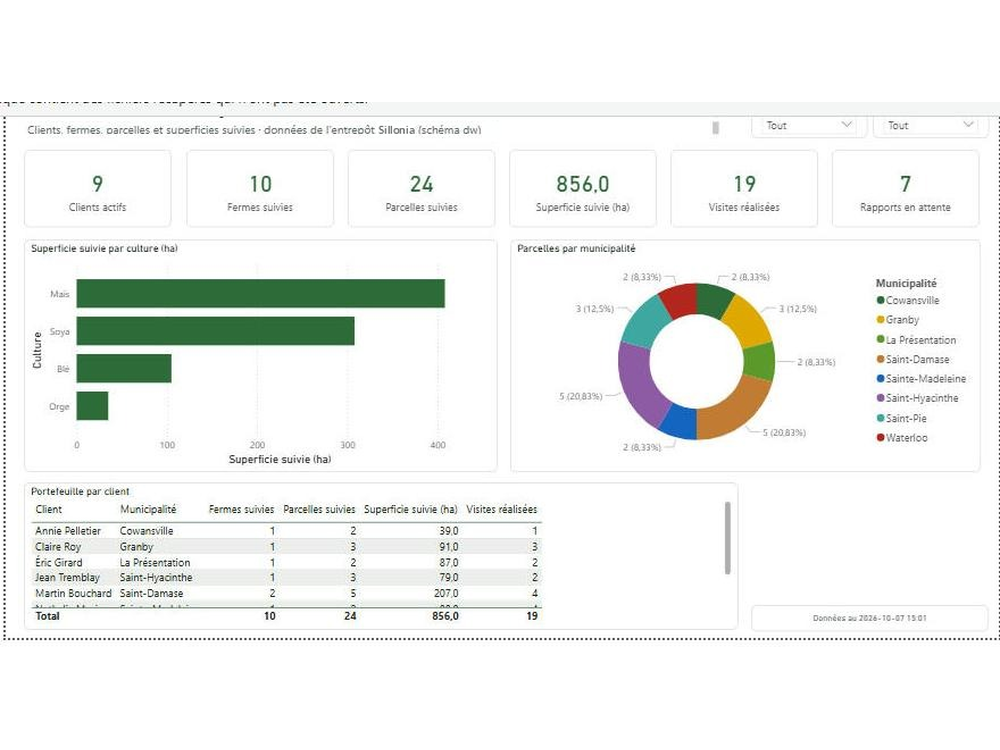 Clients, fermes, parcelles et superficies suivies · données de l'entrepôt Sillonia (schéma dw)
Tout
Tout
9
Clients actifs
10
Fermes suivies
24
Parcelles suivies
856,0
Superficie suivie (ha)
19
Visites réalisées
7
Rapports en attente
Superficie suivie par culture (ha)
Culture
Maïs
Soya
Blé
Orge
0 100 200 300 400
Superficie suivie (ha)
Parcelles par municipalité
2 (8,33%)
2 (8,33%)
3 (12,5%)
3 (12,5%)
2 (8,33%)
5 (20,83%)
5 (20,83%)
2 (8,33%)
Municipalité
Cowansville
Granby
La Présentation
Saint-Damase
Sainte-Madeleine
Saint-Hyacinthe
Saint-Pie
Waterloo
Portefeuille par client
Client Municipalité Fermes suivies Parcelles suivies Superficie suivie (ha) Visites réalisées
Annie Pelletier Cowansville 1 2 39,0 1
Claire Roy Granby 1 3 91,0 3
Éric Girard La Présentation 1 2 87,0 2
Jean Tremblay Saint-Hyacinthe 1 3 79,0 2
Martin Bouchard Saint-Damase 2 5 207,0 4
Total 10 24 856,0 19
Données au 2026-10-07 15:01